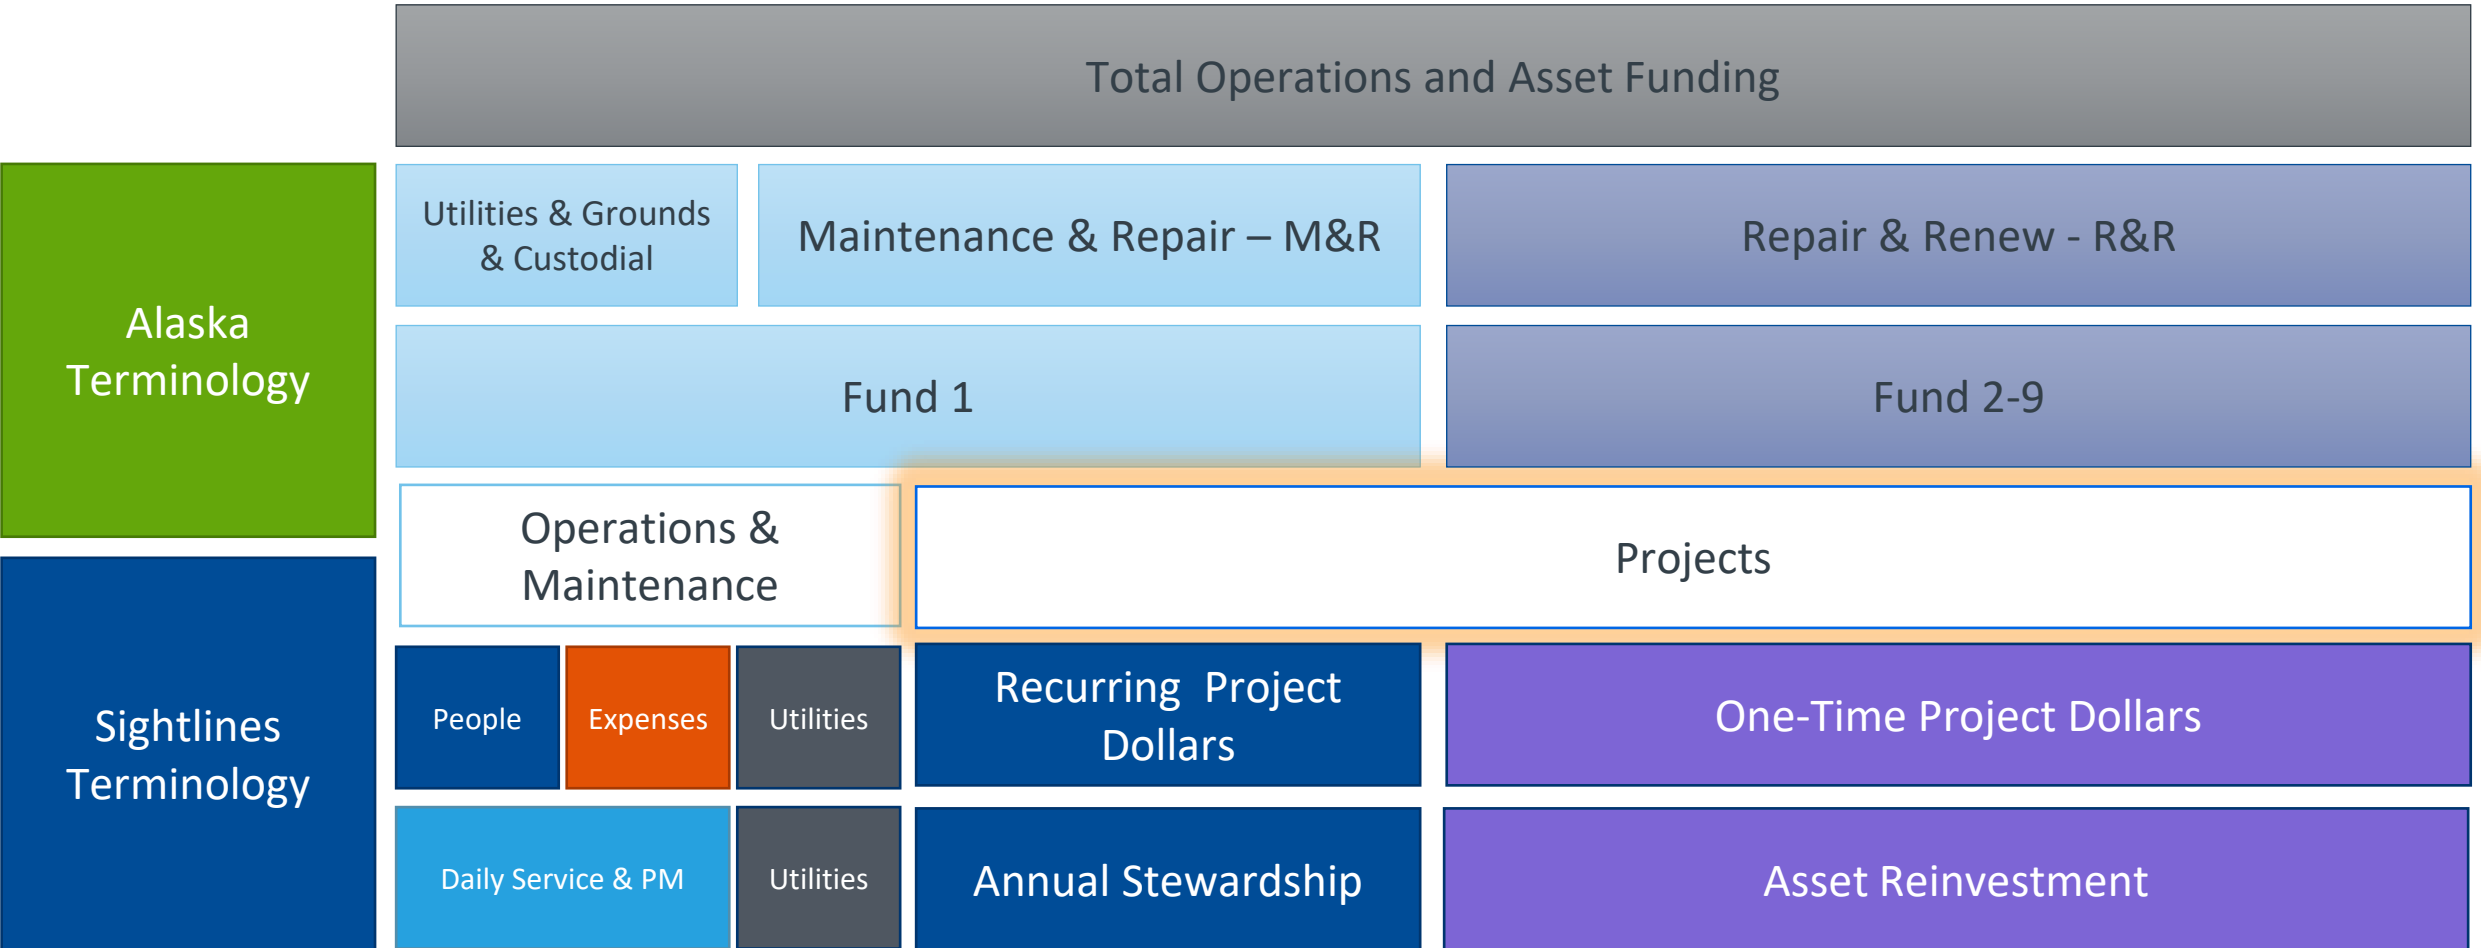 Total Operations and Asset Funding
Alaska
Terminology
Utilities & Grounds
& Custodial
Maintenance & Repair – M&R
Repair & Renew - R&R
Fund 1
Fund 2-9
Operations &
Maintenance
Projects
Sightlines
Terminology
People
Expenses
Utilities
Recurring Project
Dollars
One-Time Project Dollars
Daily Service & PM
Utilities
Annual Stewardship
Asset Reinvestment